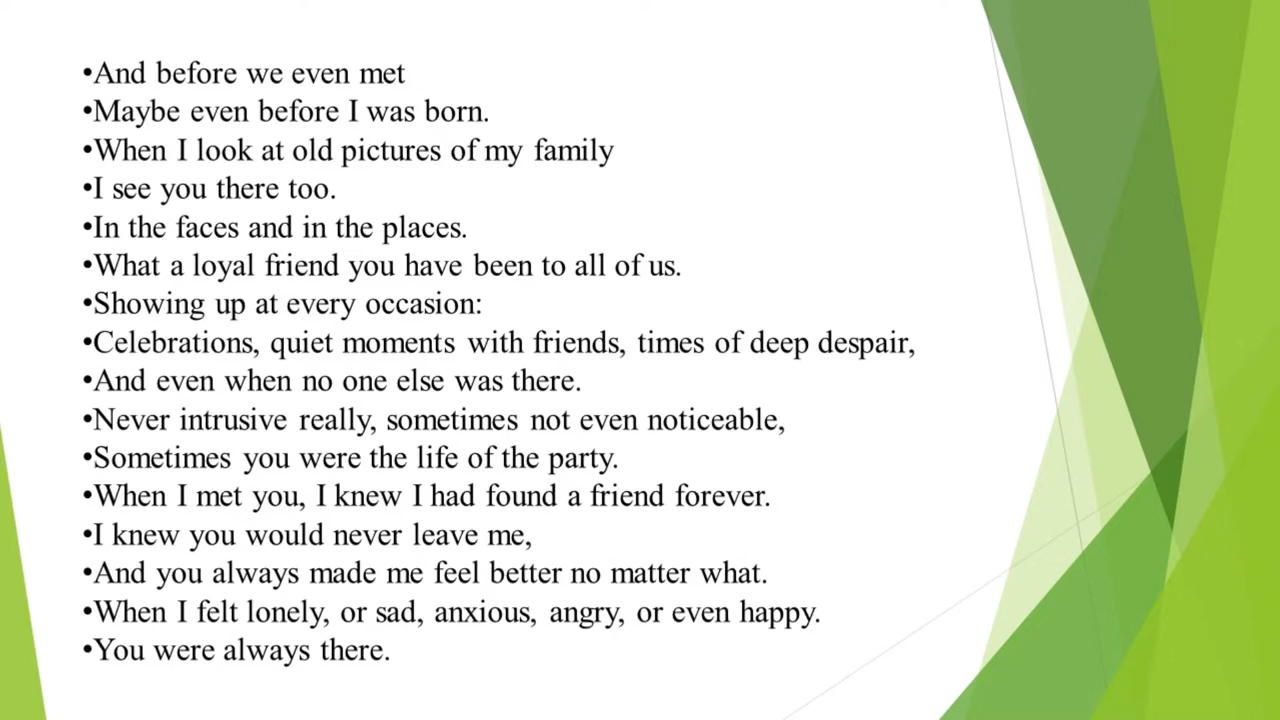 •And before we even met
•Maybe even before I was born.
•When I look at old pictures of my family
•I see you there too.
•In the faces and in the places.
•What a loyal friend you have been to all of us.
•Showing up at every occasion:
•Celebrations, quiet moments with friends, times of deep despair,
•And even when no one else was there.
•Never intrusive really, sometimes not even noticeable,
•Sometimes you were the life of the party.
•When I met you, I knew I had found a friend forever.
•I knew you would never leave me,
•And you always made me feel better no matter what.
•When I felt lonely, or sad, anxious, angry, or even happy.
•You were always there.